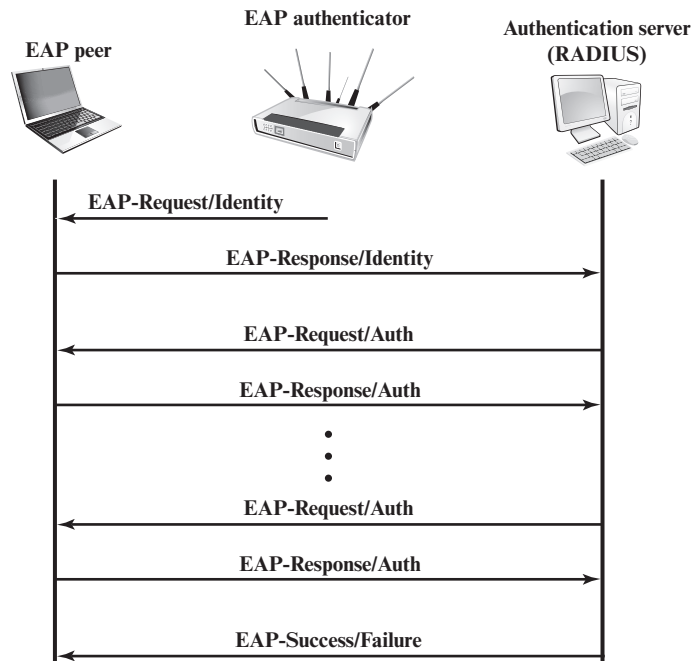 EAP peer
EAP authenticator
Authentication server
(RADIUS)
EAP-Request/Identity
EAP-Response/Identity
EAP-Request/Auth
EAP-Response/Auth
EAP-Request/Auth
EAP-Response/Auth
EAP-Success/Failure